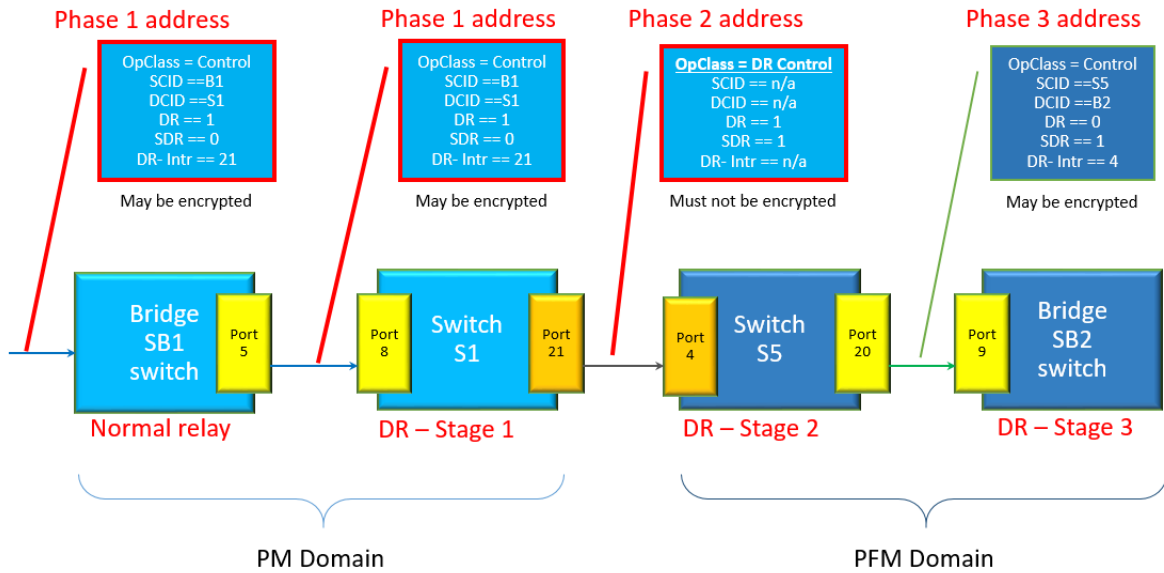 Phase 1 address
Phase 1 address
Phase 2 address
Phase 3 address
OpClass = Control
SCID ==B1
DCID ==S1
DR == 1
SDR == 0
DR- Intr == 21
May be encrypted
OpClass = Control
SCID ==B1
DCID ==S1
DR == 1
SDR == 0
DR- Intr == 21
May be encrypted
OpClass = DR Control
SCID == n/a
DCID == n/a
DR == 1
SDR == 1
DR- Intr == n/a
Must not be encrypted
OpClass = Control
SCID ==S5
DCID ==B2
DR == 0
SDR == 1
DR- Intr == 4
May be encrypted
Bridge
SB1
switch
Port
5
Port
8
Switch
S1
Port
21
Port
4
Switch
S5
Port
20
Port
9
Bridge
SB2
switch
Normal relay
DR – Stage 1
DR – Stage 2
DR – Stage 3
PM Domain
PFM Domain